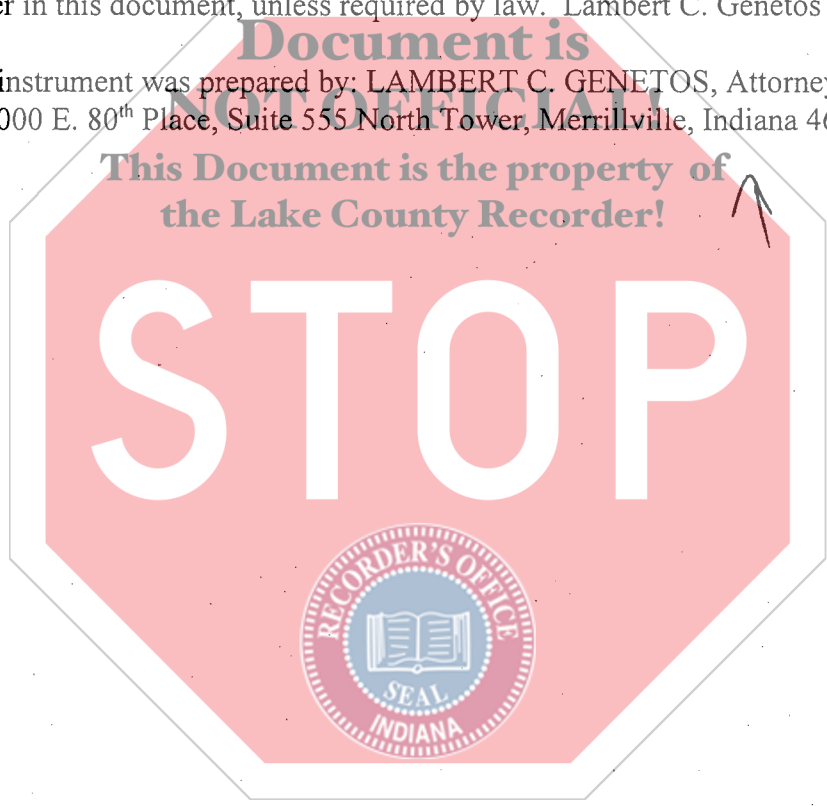 er in this document, unless required by law. Lambert C. Genetos
Document is
instrument was prepared by: LAMBERT C. GENETOS, Attorney
NOT OFFICIAL!
000 E. 80th Place, Suite 555 North Tower, Merrillville, Indiana 46
This Document is the property of
the Lake County Recorder!
STOP
RECORDER'S OFFICE
SEAL
INDIANA